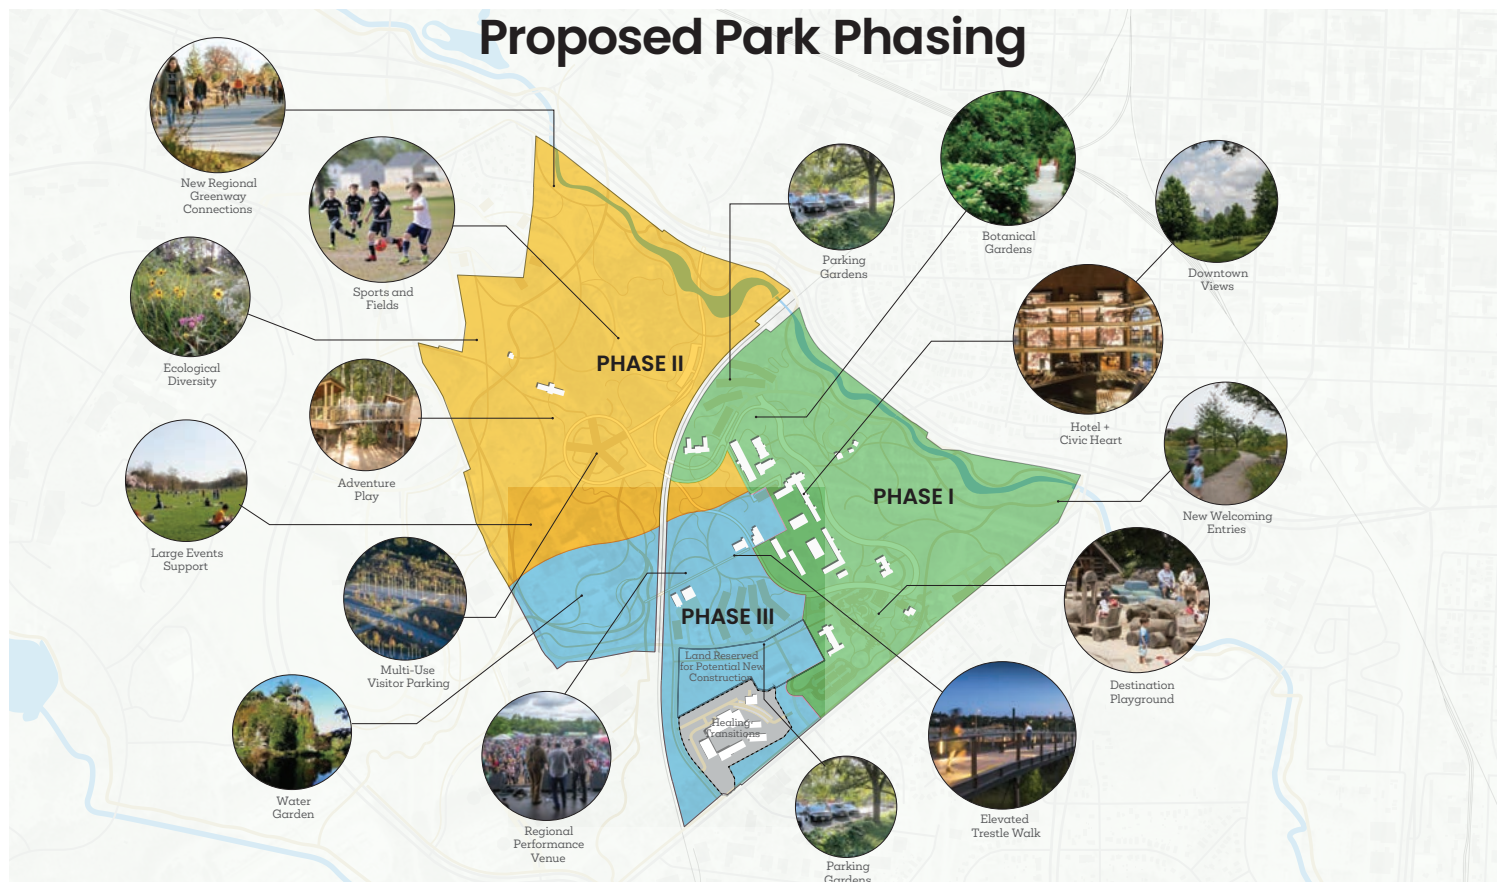 Proposed Park Phasing
New Regional
Greenway
Connections
Sports and
Fields
Parking
Gardens
Botanical
Gardens
Downtown
Views
Ecological
Diversity
PHASE II
Hotel +
Civic Heart
Adventure
Play
PHASE I
New Welcoming
Entries
Large Events
Support
PHASE III
Multi-Use
Visitor Parking
Land Reserved
for Potential New
Construction
Destination
Playground
Healing
Transitions
Water
Garden
Regional
Performance
Venue
Elevated
Trestle Walk
Parking
Gardens